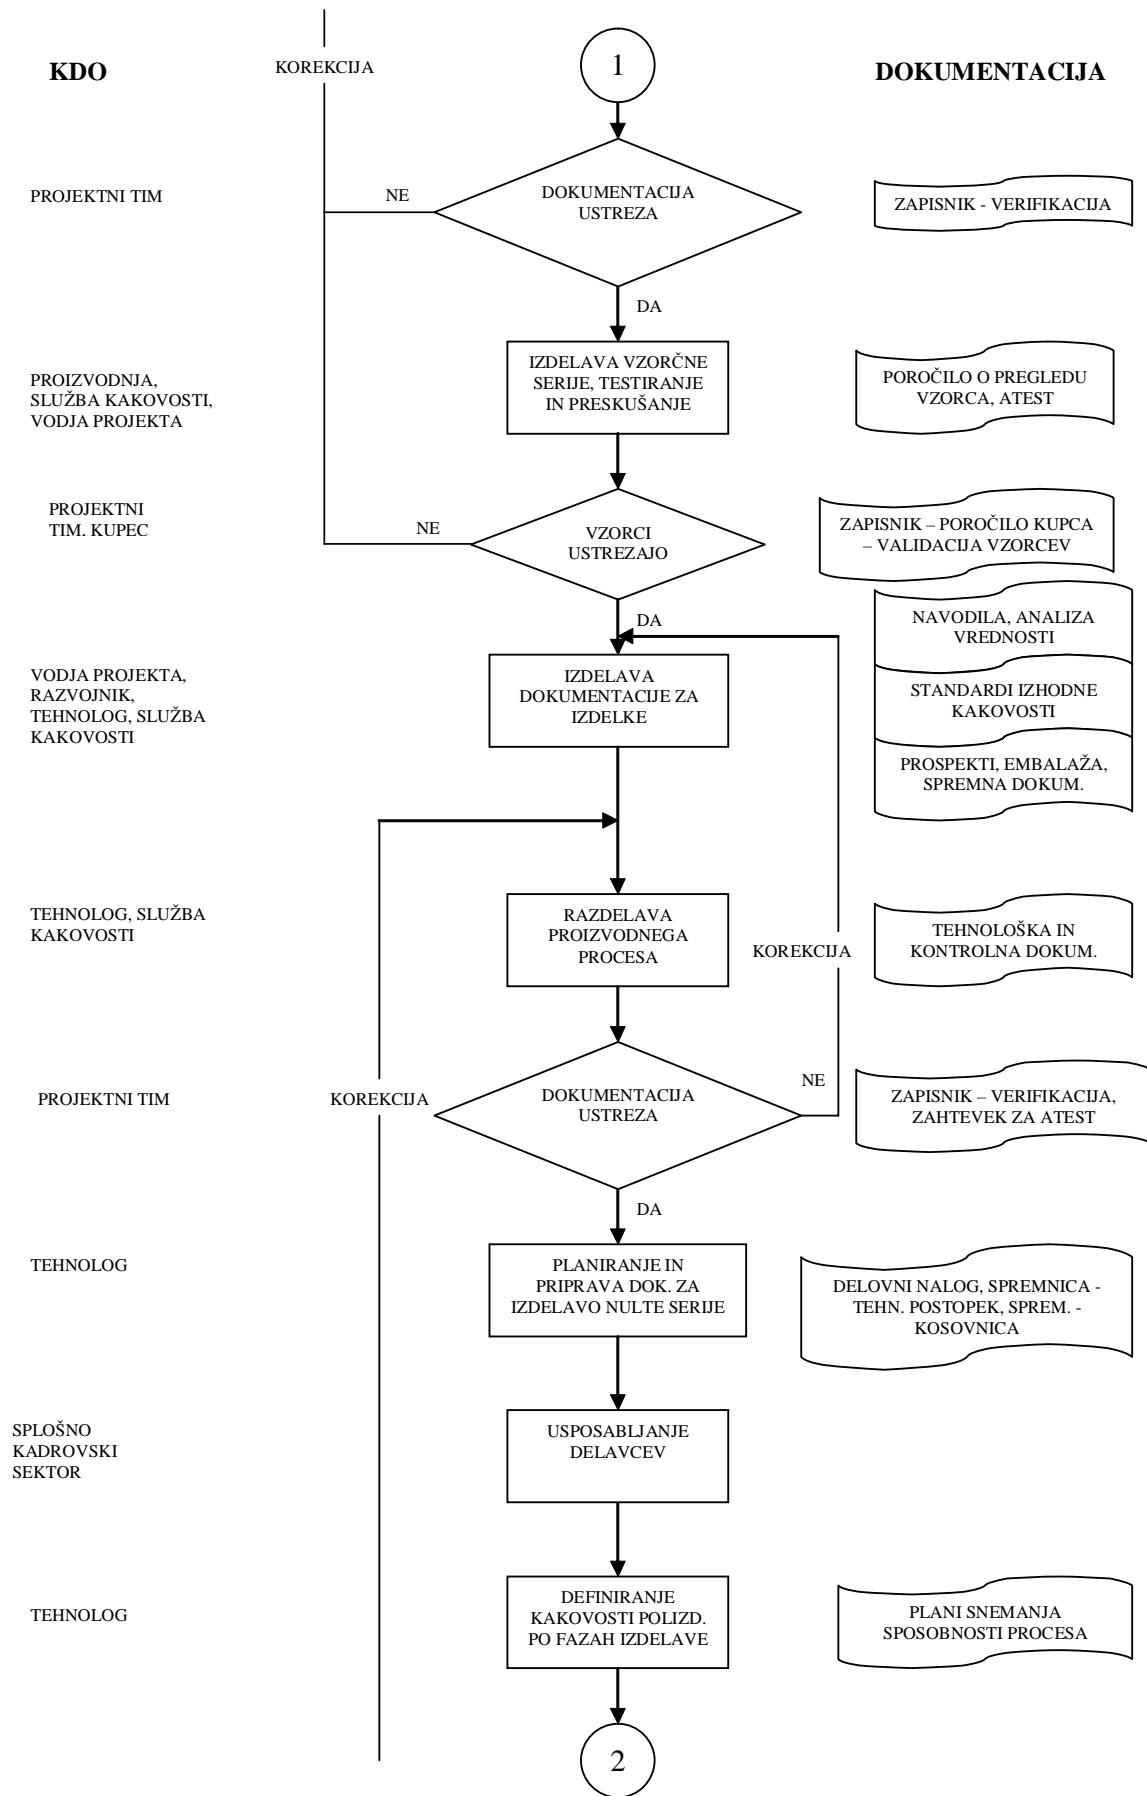 KDO
KOREKCIJA
1
DOKUMENTACIJA
PROJEKTNI TIM
NE
DOKUMENTACIJA
USTREZA
ZAPISNIK - VERIFIKACIJA
DA
PROIZVODNJA,
SLUŽBA KAKOVOSTI,
VODJA PROJEKTA
IZDELAVA VZORČNE
SERIJE, TESTIRANJE
IN PRESKUŠANJE
POROČILO O PREGLEDU
VZORCA, ATEST
PROJEKTNI
TIM. KUPEC
NE
VZORCI
USTREZAJO
ZAPISNIK – POROČILO KUPCA
– VALIDACIJA VZORCEV
DA
NAVODILA, ANALIZA
VREDNOSTI
VODJA PROJEKTA,
RAZVOJNIK,
TEHNOLOG, SLUŽBA
KAKOVOSTI
IZDELAVA
DOKUMENTACIJE ZA
IZDELKE
STANDARDI IZHODNE
KAKOVOSTI
PROSPEKTI, EMBALAŽA,
SPREMNA DOKUM.
TEHNOLOG, SLUŽBA
KAKOVOSTI
RAZDELAVA
PROIZVODNEGA
PROCESA
KOREKCIJA
TEHNOLOŠKA IN
KONTROLNA DOKUM.
PROJEKTNI TIM
KOREKCIJA
DOKUMENTACIJA
USTREZA
NE
ZAPISNIK – VERIFIKACIJA,
ZAHTEVEK ZA ATEST
DA
TEHNOLOG
PLANIRANJE IN
PRIPRAVA DOK. ZA
IZDELAVO NULTE SERIJE
DELOVNI NALOG, SPREMNICA -
TEHN. POSTOPEK, SPREM. -
KOSOVNICA
SPLOŠNO
KADROVSKI
SEKTOR
USPOSABLJANJE
DELAVCEV
TEHNOLOG
DEFINIRANJE
KAKOVOSTI POLIZD.
PO FAZAH IZDELAVE
PLANI SNEMANJA
SPOSOBNOSTI PROCESA
2